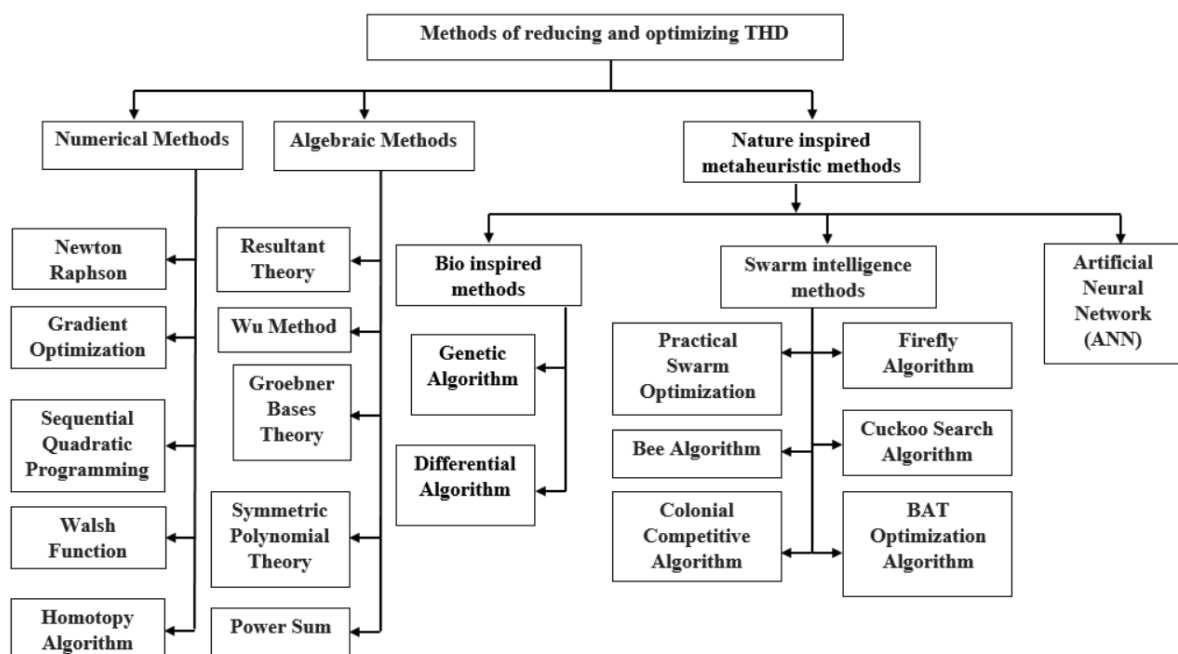 Methods of reducing and optimizing THD
Numerical Methods
Algebraic Methods
Nature inspired
metaheuristic methods
Newton
Raphson
Gradient
Optimization
Sequential
Quadratic
Programming
Walsh
Function
Homotopy
Algorithm
Resultant
Theory
Wu Method
Groebner
Bases
Theory
Symmetric
Polynomial
Theory
Power Sum
Bio inspired
methods
Genetic
Algorithm
Differential
Algorithm
Swarm intelligence
methods
Practical
Swarm
Optimization
Bee Algorithm
Colonial
Competitive
Algorithm
Firefly
Algorithm
Cuckoo Search
Algorithm
BAT
Optimization
Algorithm
Artificial
Neural
Network
(ANN)